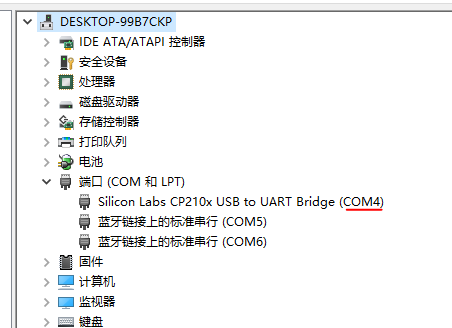 DESKTOP-99B7CKP
IDE ATA/ATAPI 控制器
安全设备
处理器
磁盘驱动器
存储控制器
打印队列
电池
端口 (COM 和 LPT)
Silicon Labs CP210x USB to UART Bridge (COM4)
蓝牙链接上的标准串行 (COM5)
蓝牙链接上的标准串行 (COM6)
固件
计算机
监视器
键盘